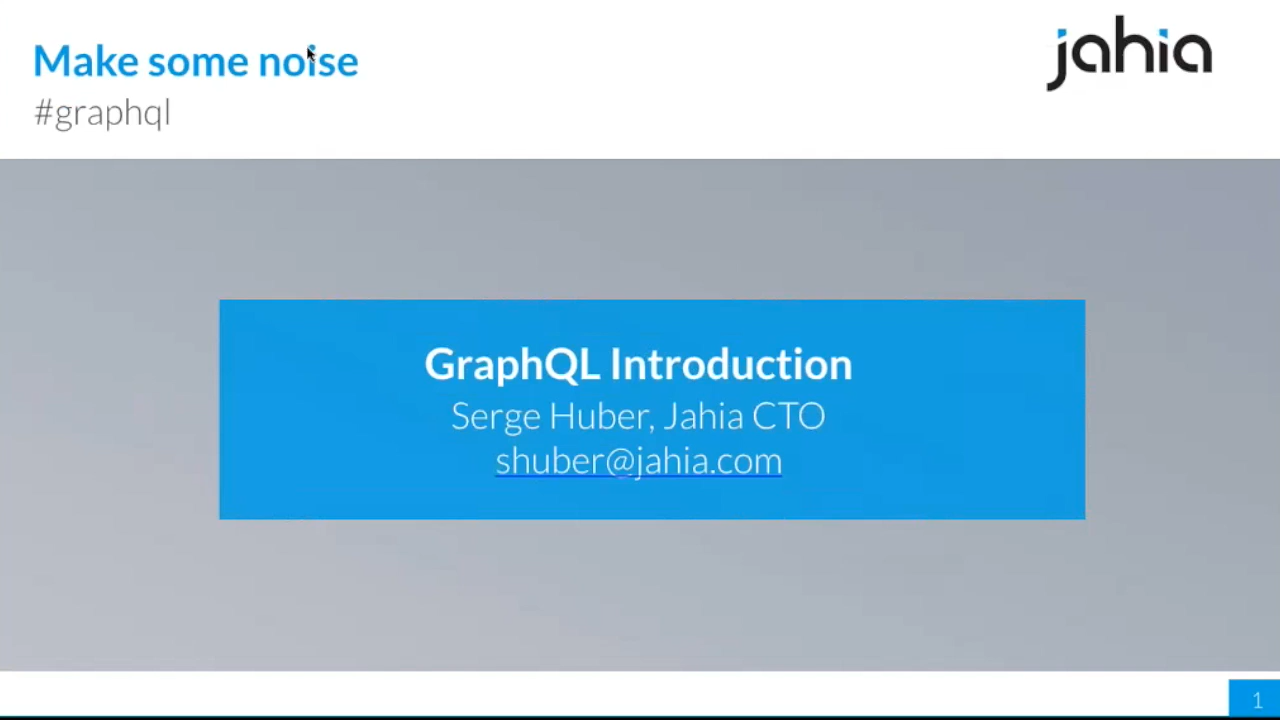 Make some noise
#graphql
jahia
GraphQL Introduction
Serge Huber, Jahia CTO
shuber@jahia.com
1